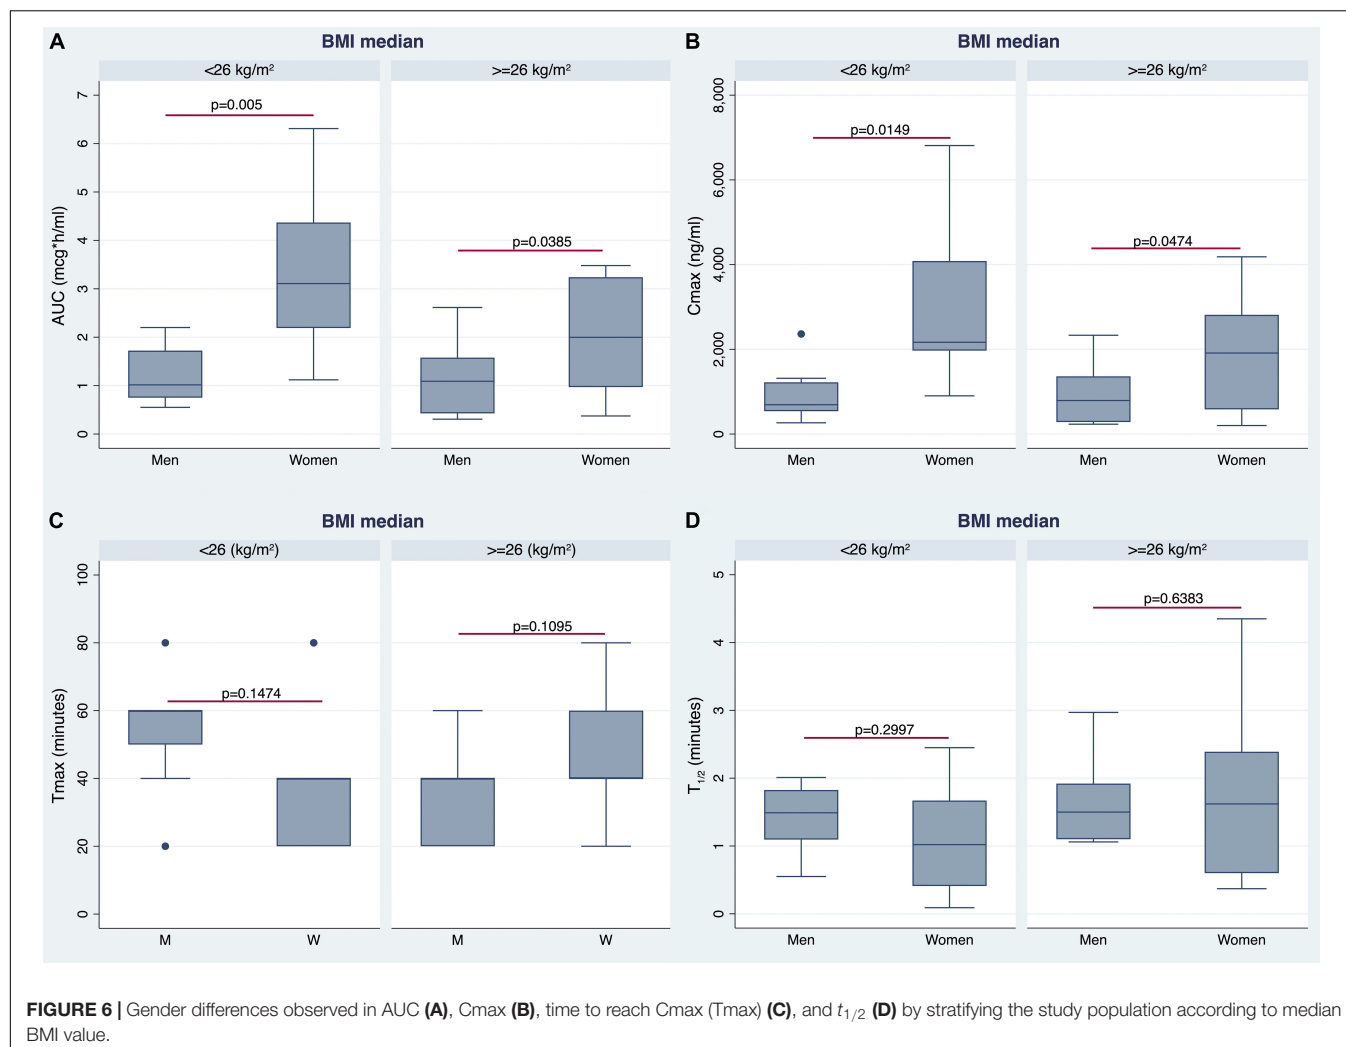 A
BMI median
<26 kg/m²
>=26 kg/m²
AUC (mcg*h/ml)
7
6
5
4
3
2
1
0
p=0.005
p=0.0385
Men
Women
Men
Women
B
BMI median
<26 kg/m²
>=26 kg/m²
Cmax (ng/ml)
8,000
6,000
4,000
2,000
0
p=0.0149
p=0.0474
Men
Women
Men
Women
C
BMI median
<26 (kg/m²)
>=26 (kg/m²)
Tmax (minutes)
100
80
60
40
20
0
p=0.1474
p=0.1095
M
W
M
W
D
BMI median
<26 kg/m²
>=26 kg/m²
T1/2 (minutes)
5
4
3
2
1
0
p=0.2997
p=0.6383
Men
Women
Men
Women
FIGURE 6 | Gender differences observed in AUC (A), Cmax (B), time to reach Cmax (Tmax) (C), and t1/2 (D) by stratifying the study population according to median
BMI value.